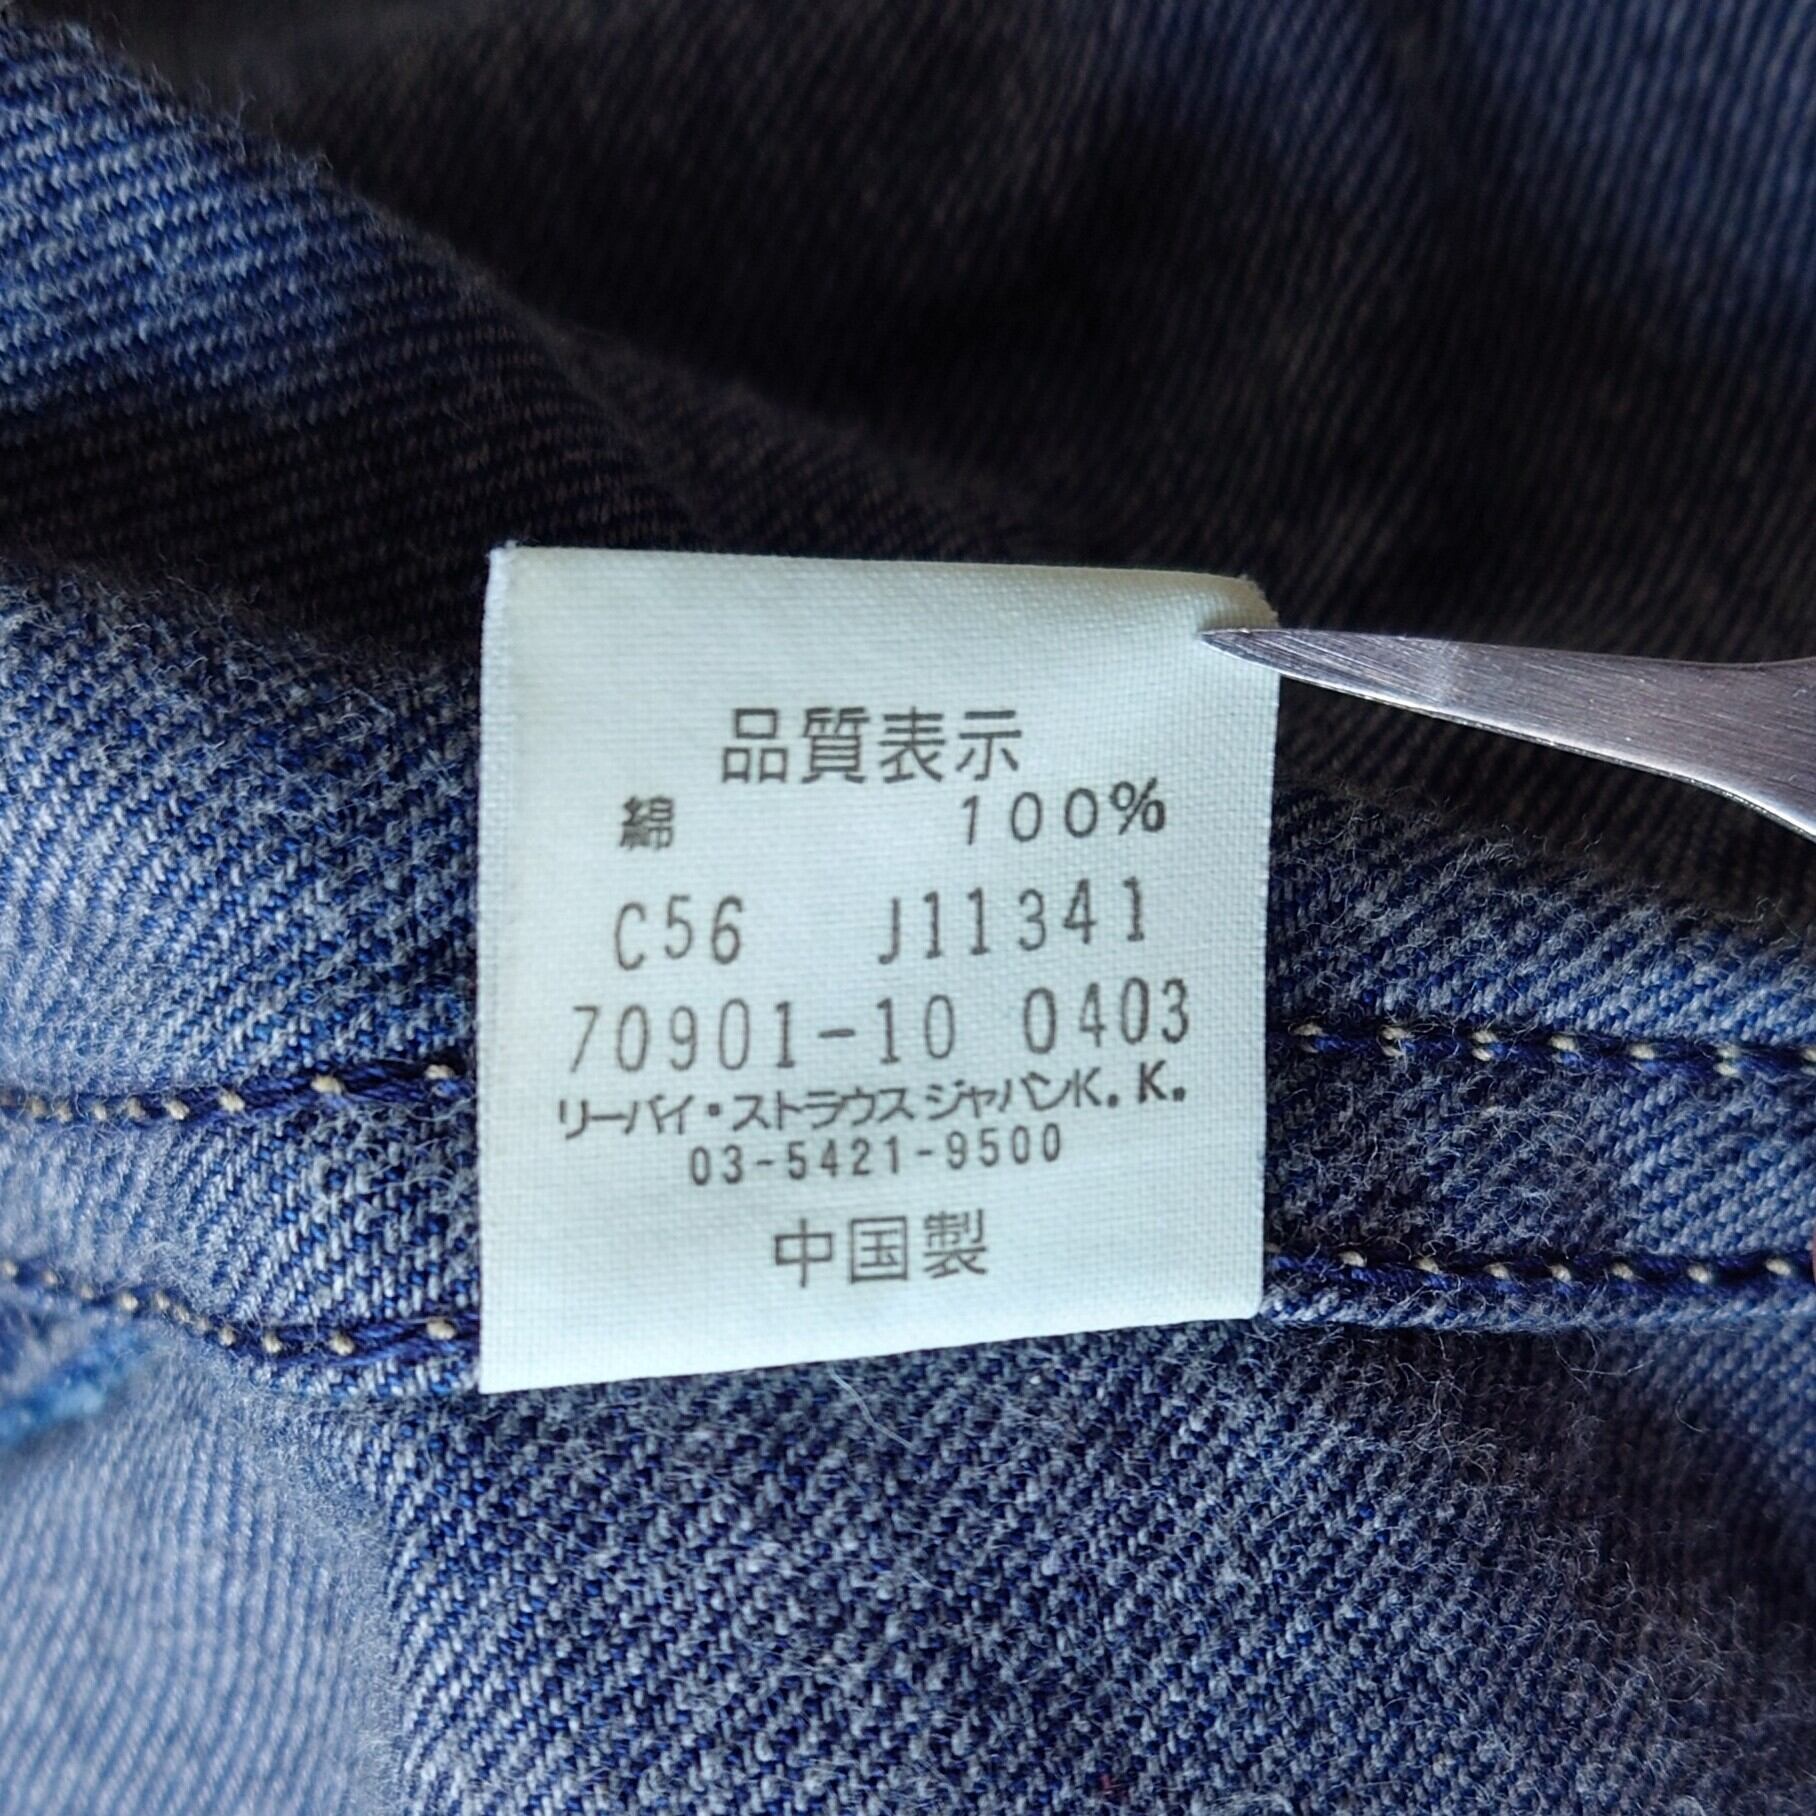 品質表示
綿 100%
C56 J11341
70901-10 0403
リーバイ・ストラウス ジャパンK.K.
03-5421-9500
中国製